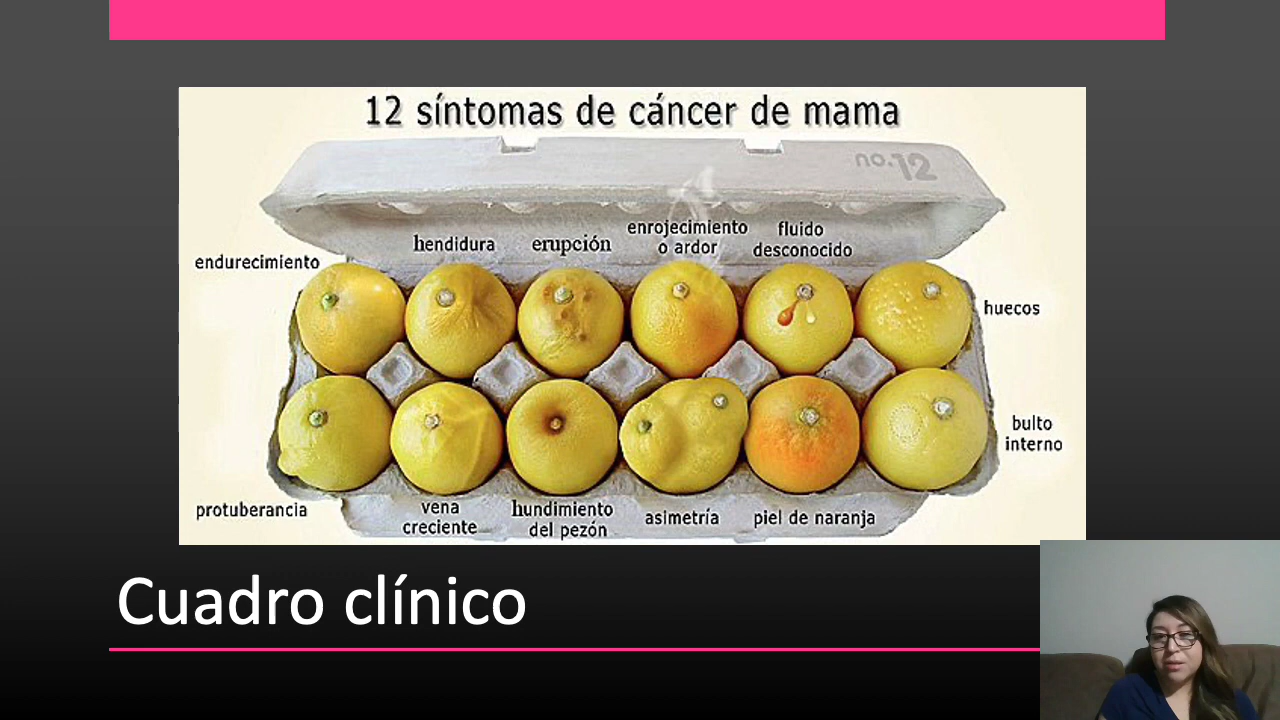 12 síntomas de cáncer de mama
no.12
endurecimiento
hendidura
erupción
enrojecimiento
o ardor
fluido
desconocido
huecos
bulto
interno
protuberancia
vena
creciente
hundimiento
del pezón
asimetría
piel de naranja
Cuadro clínico